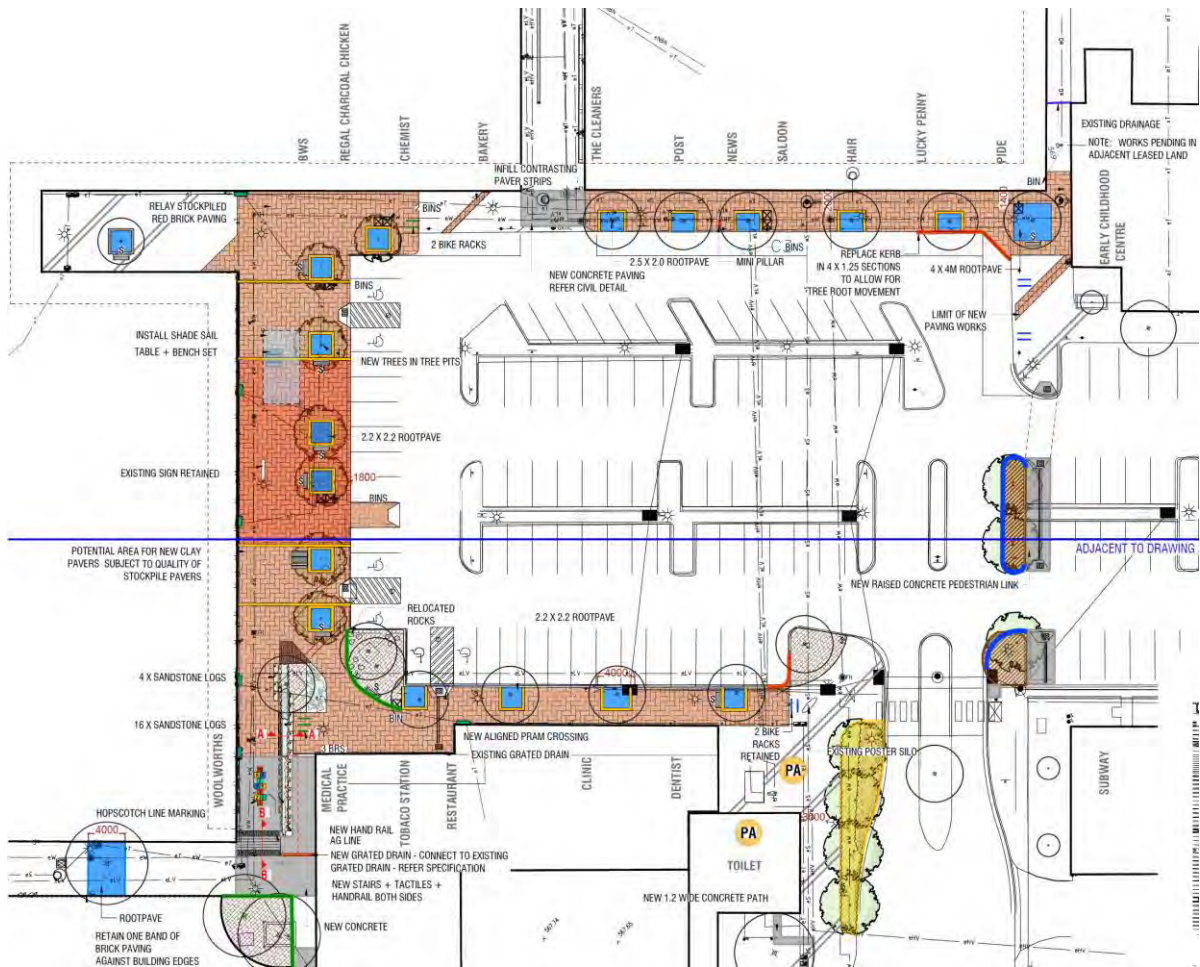 BWS
REGAL CHARCOAL CHICKEN
CHEMIST
BAKERY
THE CLEANERS
POST
NEWS
SALOON
HAIR
LUCKY PENNY
PIDE
EXISTING DRAINAGE
NOTE: WORKS PENDING IN
ADJACENT LEASED LAND
INFILL CONTRASTING
PAVER STRIPS
BIN
EARLY CHILDHOOD
CENTRE
RELAY STOCKPILED
RED BRICK PAVING
BINS
2 BIKE RACKS
1400
2.5 X 2.0 ROOTPAVE
MINI PILLAR
BINS
NEW CONCRETE PAVING
REFER CIVIL DETAIL
REPLACE KERB
IN 4 X 1.25 SECTIONS
TO ALLOW FOR
TREE ROOT MOVEMENT
4 X 4M ROOTPAVE
BINS
LIMIT OF NEW
PAVING WORKS
INSTALL SHADE SAIL
TABLE + BENCH SET
NEW TREES IN TREE PITS
2.2 X 2.2 ROOTPAVE
EXISTING SIGN RETAINED
1800
BINS
POTENTIAL AREA FOR NEW CLAY
PAVERS SUBJECT TO QUALITY OF
STOCKPILE PAVERS
ADJACENT TO DRAWING
NEW RAISED CONCRETE PEDESTRIAN LINK
RELOCATED
ROCKS
2.2 X 2.2 ROOTPAVE
4 X SANDSTONE LOGS
4000
BIN
16 X SANDSTONE LOGS
A
A
3 BRS
NEW ALIGNED PRAM CROSSING
EXISTING GRATED DRAIN
2 BIKE
RACKS
RETAINED
EXISTING POSTER SILO
PA
WOOLWORTHS
MEDICAL
PRACTICE
TOBACCO STATION
RESTAURANT
CLINIC
DENTIST
SUBWAY
HOPSCOTCH LINE MARKING
B
B
4000
3000
PA
TOILET
NEW HAND RAIL
AG LINE
NEW GRATED DRAIN - CONNECT TO EXISTING
GRATED DRAIN - REFER SPECIFICATION
NEW STAIRS + TACTILES +
HANDRAIL BOTH SIDES
NEW 1.2 WIDE CONCRETE PATH
ROOTPAVE
NEW CONCRETE
567.74
567.65
RETAIN ONE BAND OF
BRICK PAVING
AGAINST BUILDING EDGES